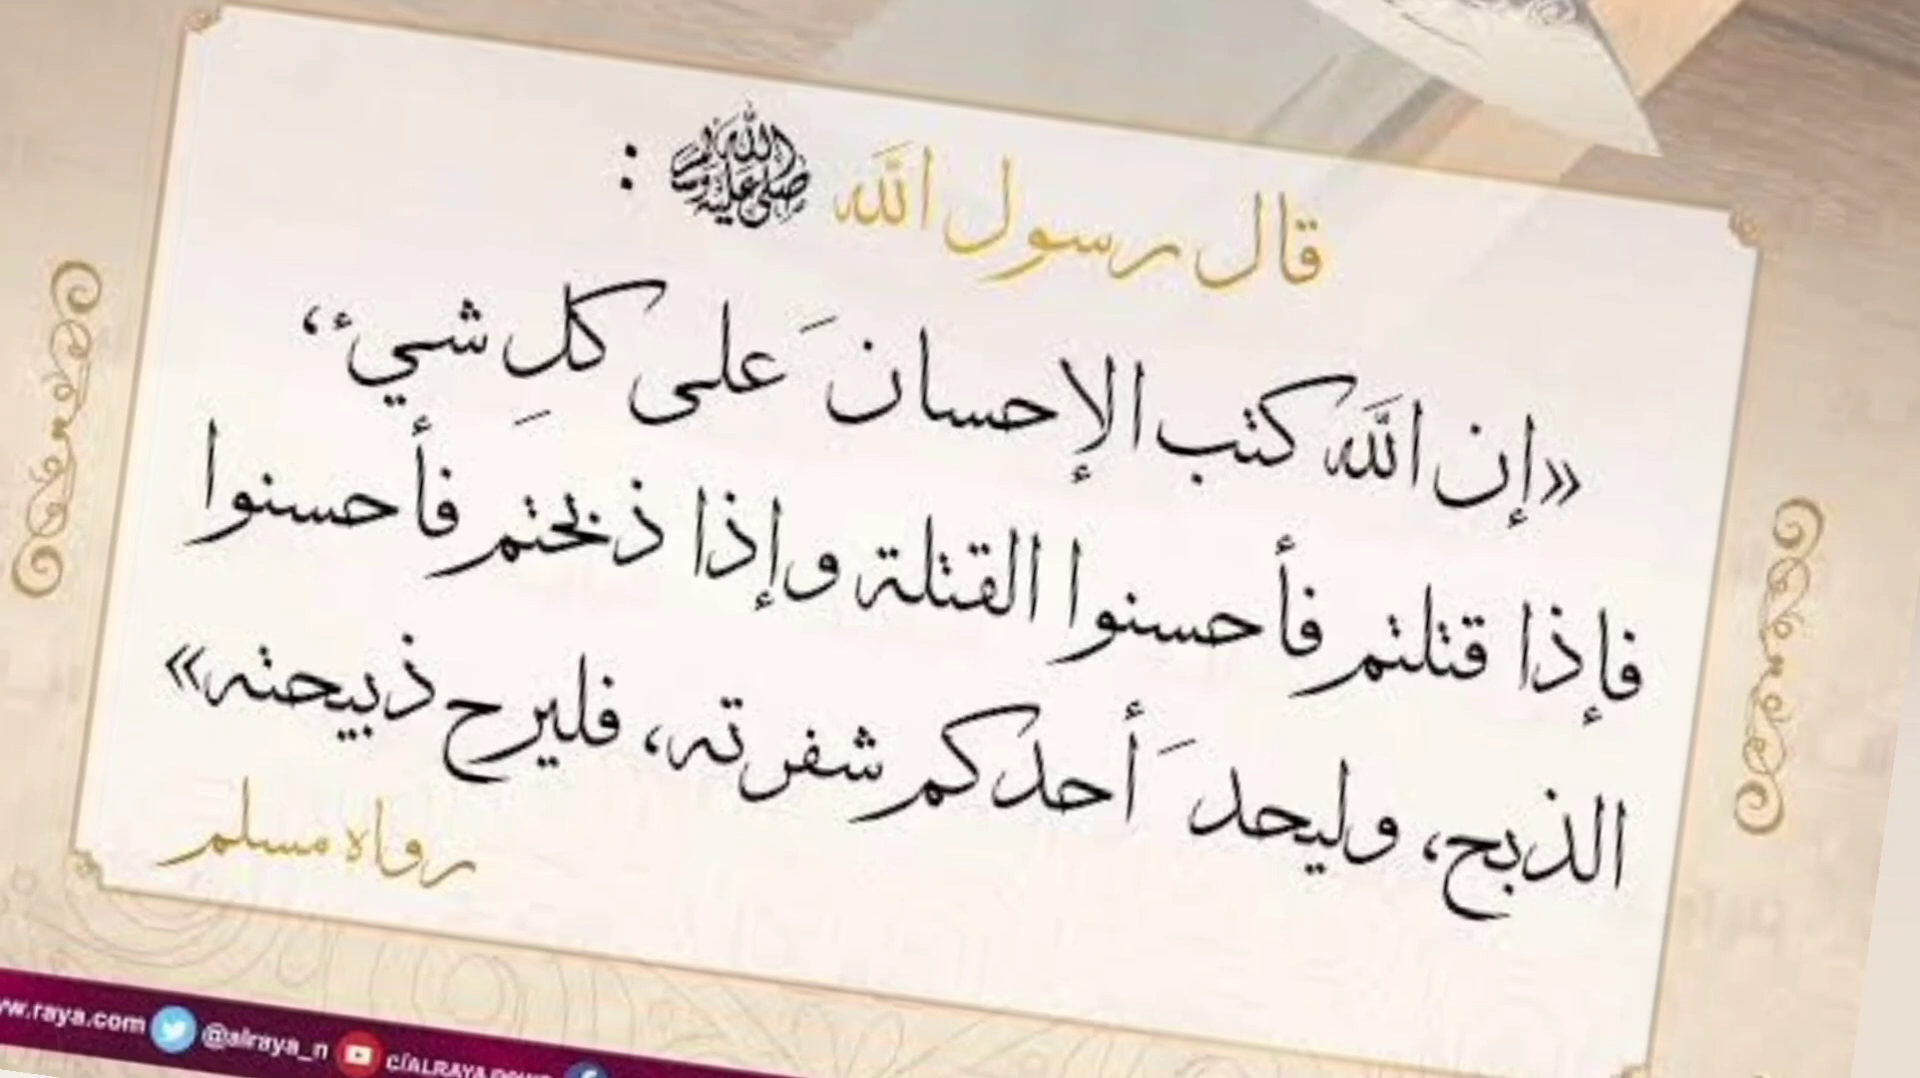 قال رسول الله ﷺ :
«إن الله كتب الإحسانَ على كلِ شيء،
فإذا قتلتم فأحسنوا القتلة وإذا ذبحتم فأحسنوا
الذبح، وليحدَ أحدكم شفرته، فليرح ذبيحته»
رواه مسلم
@alraya_n